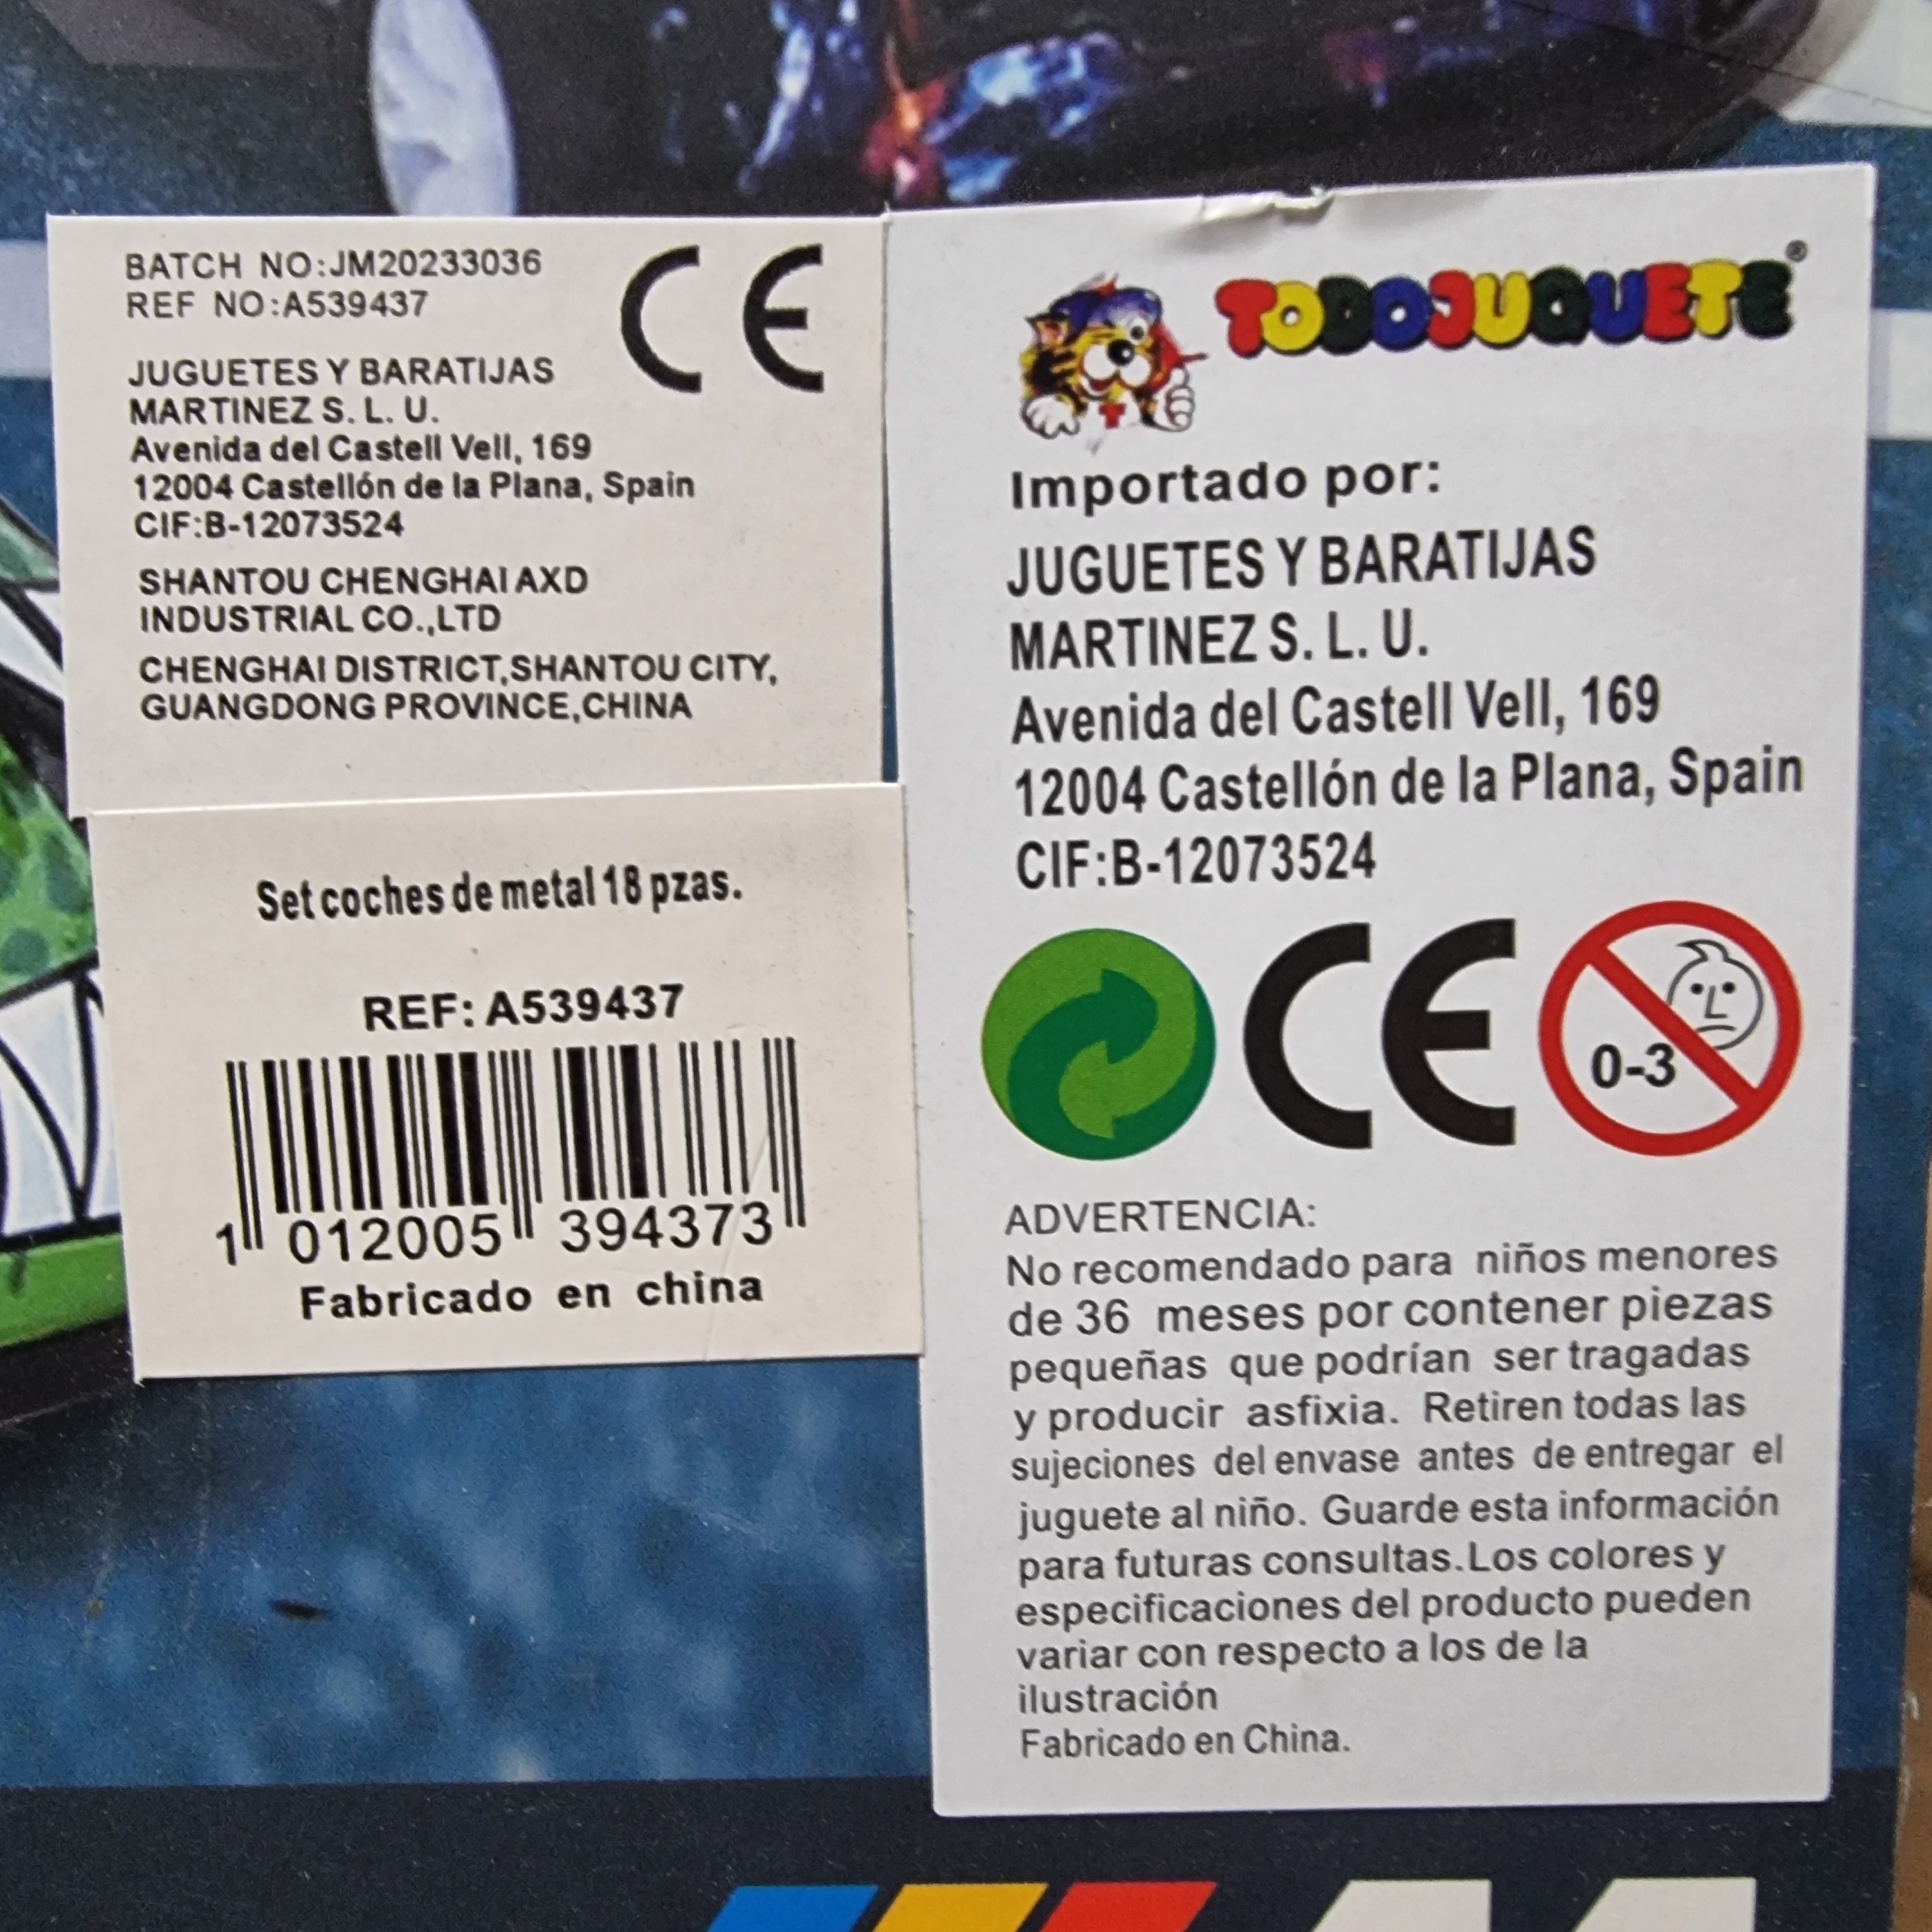 BATCH NO:JM20233036
REF NO:A539437
CE
JUGUETES Y BARATIJAS
MARTINEZ S. L. U.
Avenida del Castell Vell, 169
12004 Castellón de la Plana, Spain
CIF:B-12073524
SHANTOU CHENGHAI AXD
INDUSTRIAL CO.,LTD
CHENGHAI DISTRICT,SHANTOU CITY,
GUANGDONG PROVINCE,CHINA
Set coches de metal 18 pzas.
REF: A539437
1 012005 394373
Fabricado en china
TODOJUQUETE®
Importado por:
JUGUETES Y BARATIJAS
MARTINEZ S. L. U.
Avenida del Castell Vell, 169
12004 Castellón de la Plana, Spain
CIF:B-12073524
CE
0-3
ADVERTENCIA:
No recomendado para niños menores
de 36 meses por contener piezas
pequeñas que podrían ser tragadas
y producir asfixia. Retiren todas las
sujeciones del envase antes de entregar el
juguete al niño. Guarde esta información
para futuras consultas.Los colores y
especificaciones del producto pueden
variar con respecto a los de la
ilustración
Fabricado en China.